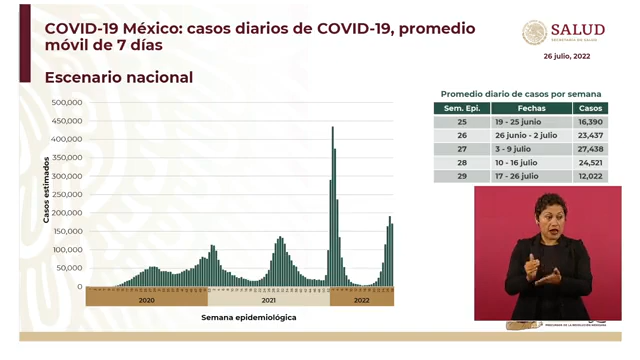 COVID-19 México: casos diarios de COVID-19, promedio
móvil de 7 días
SALUD
SECRETARÍA DE SALUD
26 julio, 2022
Escenario nacional
Promedio diario de casos por semana
Sem. Epi. Fechas Casos
25 19 - 25 junio 16,390
26 26 junio - 2 julio 23,437
27 3 - 9 julio 27,438
28 10 - 16 julio 24,521
29 17 - 26 julio 12,022
Casos estimados
500,000
450,000
400,000
350,000
300,000
250,000
200,000
150,000
100,000
50,000
0
2020 2021 2022
Semana epidemiológica